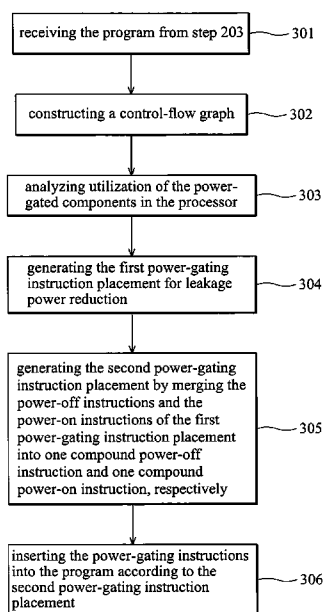 receiving the program from step 203
301
constructing a control-flow graph
302
analyzing utilization of the power-
gated components in the processor
303
generating the first power-gating
instruction placement for leakage
power reduction
304
generating the second power-gating
instruction placement by merging the
power-off instructions and the
power-on instructions of the first
power-gating instruction placement
into one compound power-off
instruction and one compound
power-on instruction, respectively
305
inserting the power-gating instructions
into the program according to the
second power-gating instruction
placement
306